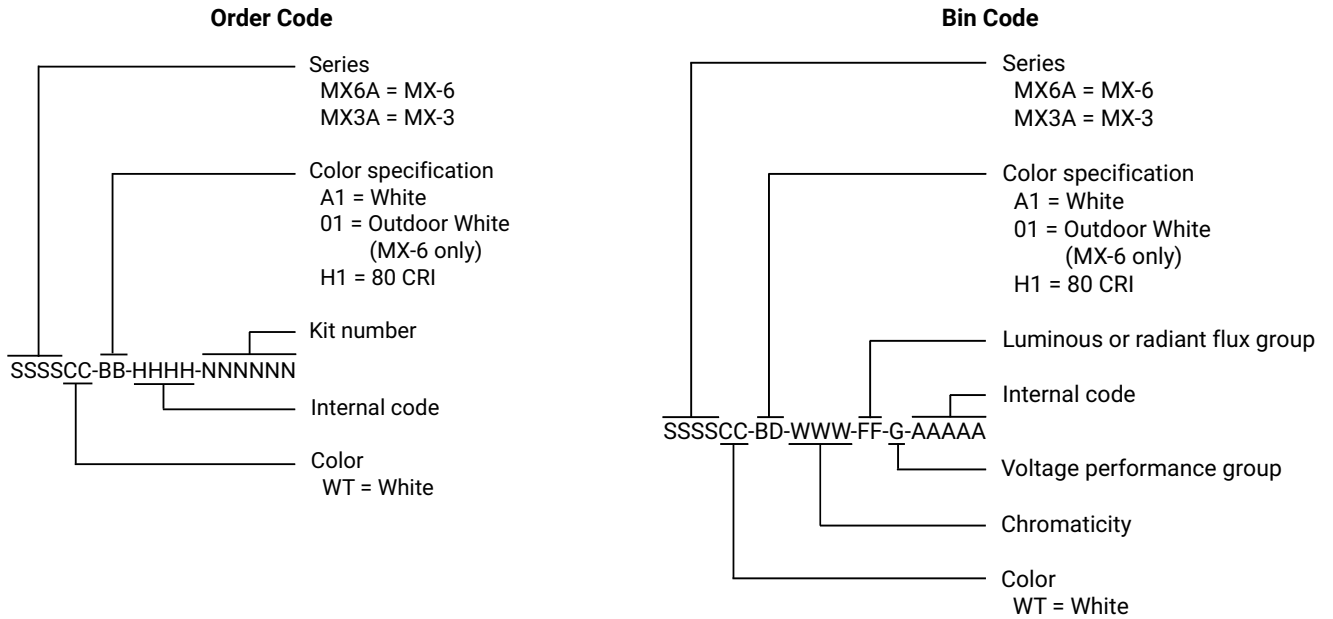 Order Code
Series
MX6A = MX-6
MX3A = MX-3
Color specification
A1 = White
01 = Outdoor White
(MX-6 only)
H1 = 80 CRI
Kit number
SSSSCC-BB-HHHH-NNNNNN
Internal code
Color
WT = White
Bin Code
Series
MX6A = MX-6
MX3A = MX-3
Color specification
A1 = White
01 = Outdoor White
(MX-6 only)
H1 = 80 CRI
Luminous or radiant flux group
Internal code
SSSSCC-BD-WWW-FF-G-AAAAA
Voltage performance group
Chromaticity
Color
WT = White